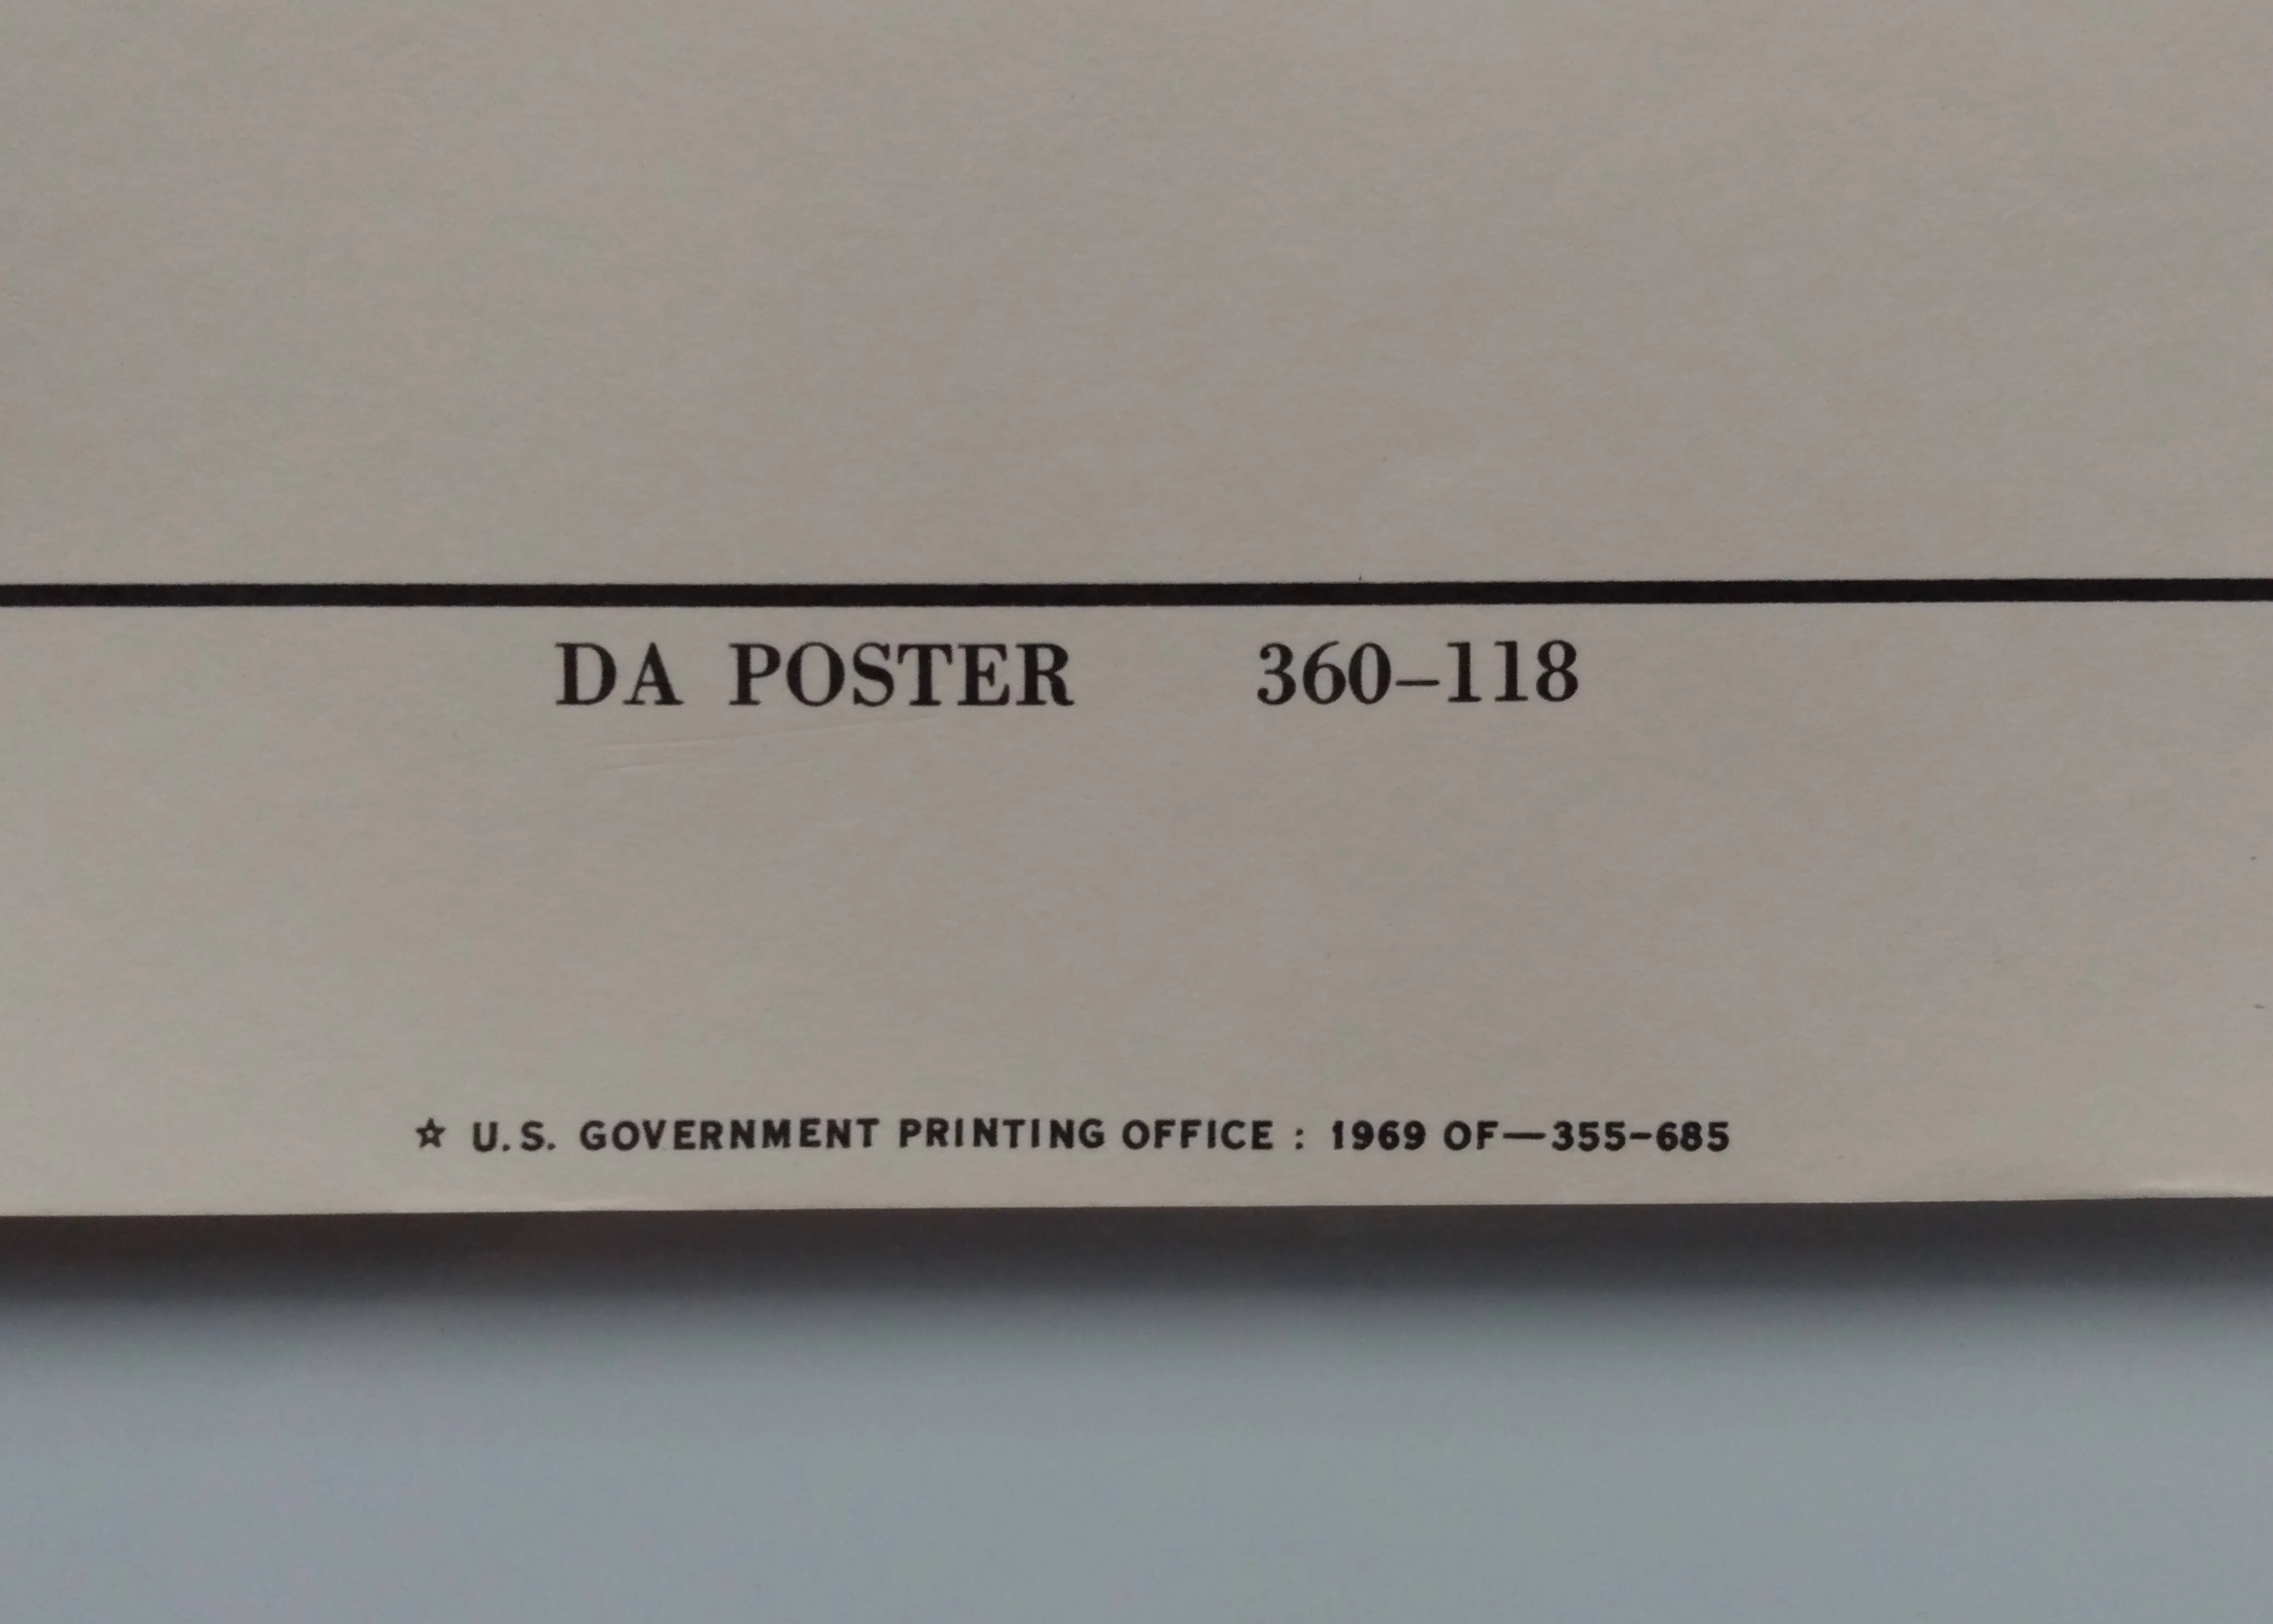 DA POSTER 360–118
☆ U.S. GOVERNMENT PRINTING OFFICE : 1969 OF—355-685